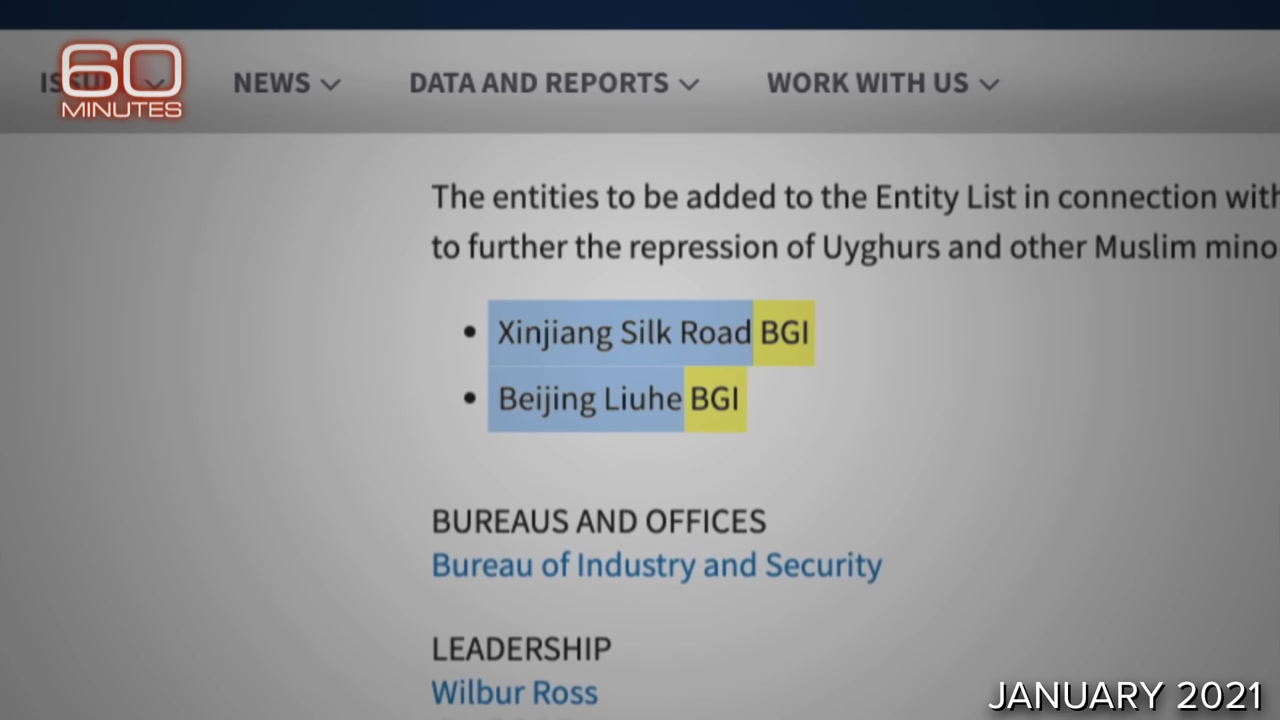 60
MINUTES
NEWS
DATA AND REPORTS
WORK WITH US
The entities to be added to the Entity List in connection with
to further the repression of Uyghurs and other Muslim mino
Xinjiang Silk Road BGI
Beijing Liuhe BGI
BUREAUS AND OFFICES
Bureau of Industry and Security
LEADERSHIP
Wilbur Ross
JANUARY 2021